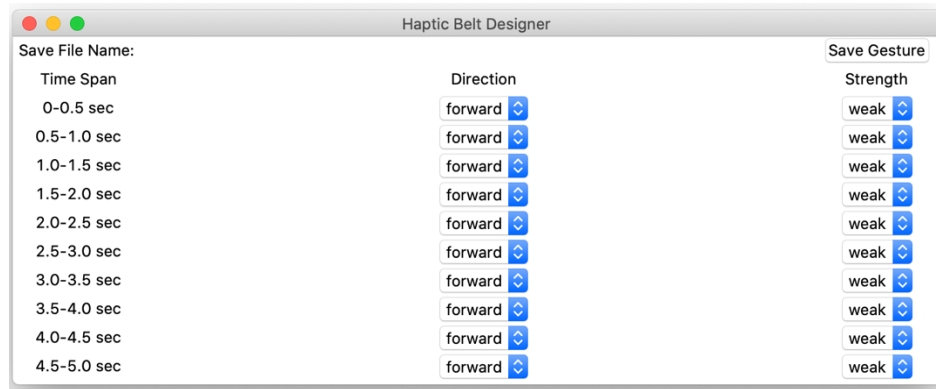 Haptic Belt Designer
Save File Name: Save Gesture
Time Span Direction Strength
0-0.5 sec forward weak
0.5-1.0 sec forward weak
1.0-1.5 sec forward weak
1.5-2.0 sec forward weak
2.0-2.5 sec forward weak
2.5-3.0 sec forward weak
3.0-3.5 sec forward weak
3.5-4.0 sec forward weak
4.0-4.5 sec forward weak
4.5-5.0 sec forward weak